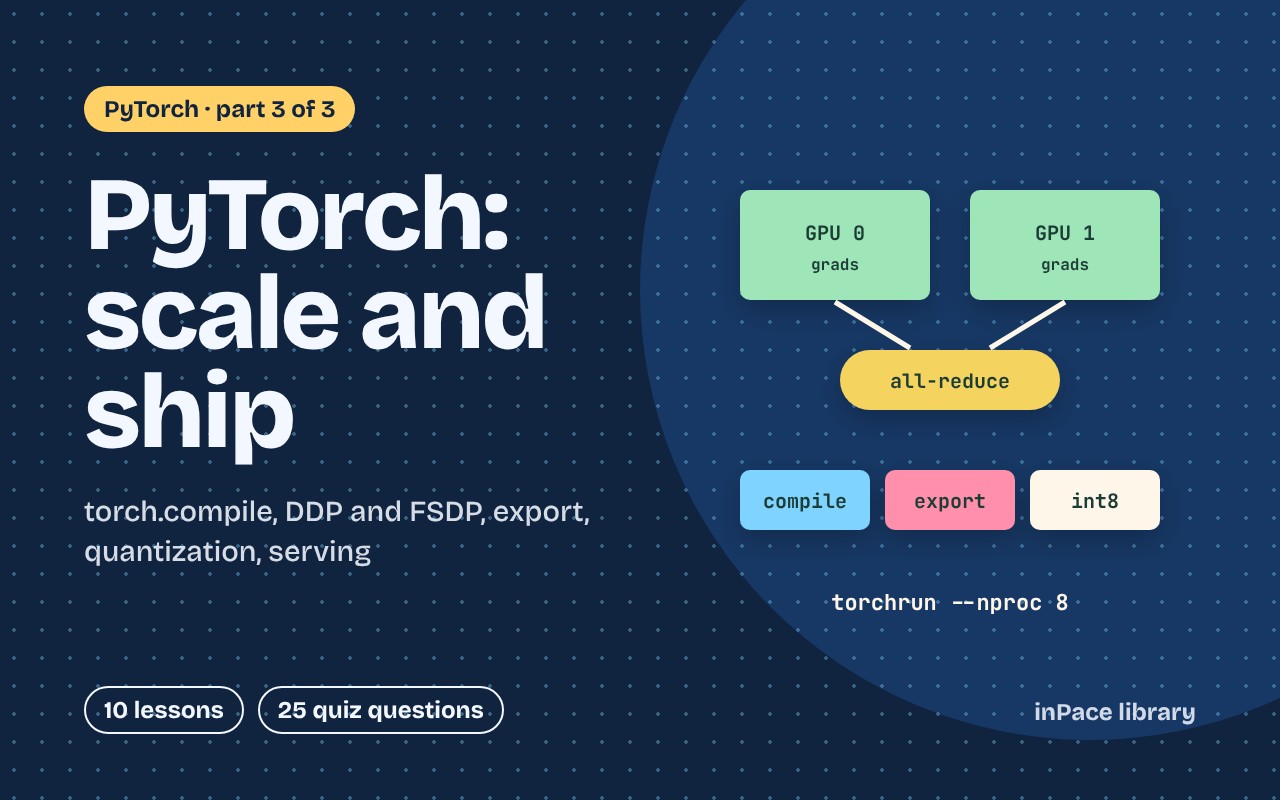 PyTorch · part 3 of 3
PyTorch:
scale and
ship
torch.compile, DDP and FSDP, export,
quantization, serving
10 lessons
25 quiz questions
GPU 0
grads
GPU 1
grads
all-reduce
compile
export
int8
torchrun --nproc 8
inPace library